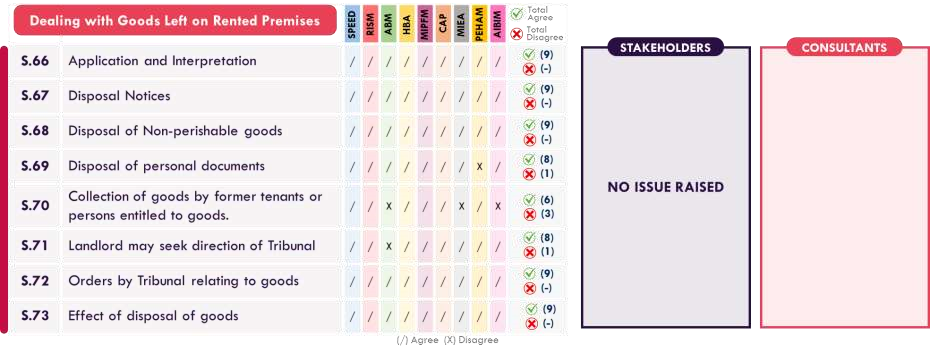 Dealing with Goods Left on Rented Premises
SPEED RISM ABM HBA MIPFM CAP MIEA PEHAM AIBIM
Total Agree
Total Disagree
S.66 Application and Interpretation / / / / / / / / / (9)
(-)
S.67 Disposal Notices / / / / / / / / / (9)
(-)
S.68 Disposal of Non-perishable goods / / / / / / / / / (9)
(-)
S.69 Disposal of personal documents / / / / / / / X / (8)
(1)
S.70 Collection of goods by former tenants or
persons entitled to goods. / / X / / / X / X (6)
(3)
S.71 Landlord may seek direction of Tribunal / / X / / / / / / (8)
(1)
S.72 Orders by Tribunal relating to goods / / / / / / / / / (9)
(-)
S.73 Effect of disposal of goods / / / / / / / / / (9)
(-)
(/) Agree (X) Disagree
STAKEHOLDERS
NO ISSUE RAISED
CONSULTANTS